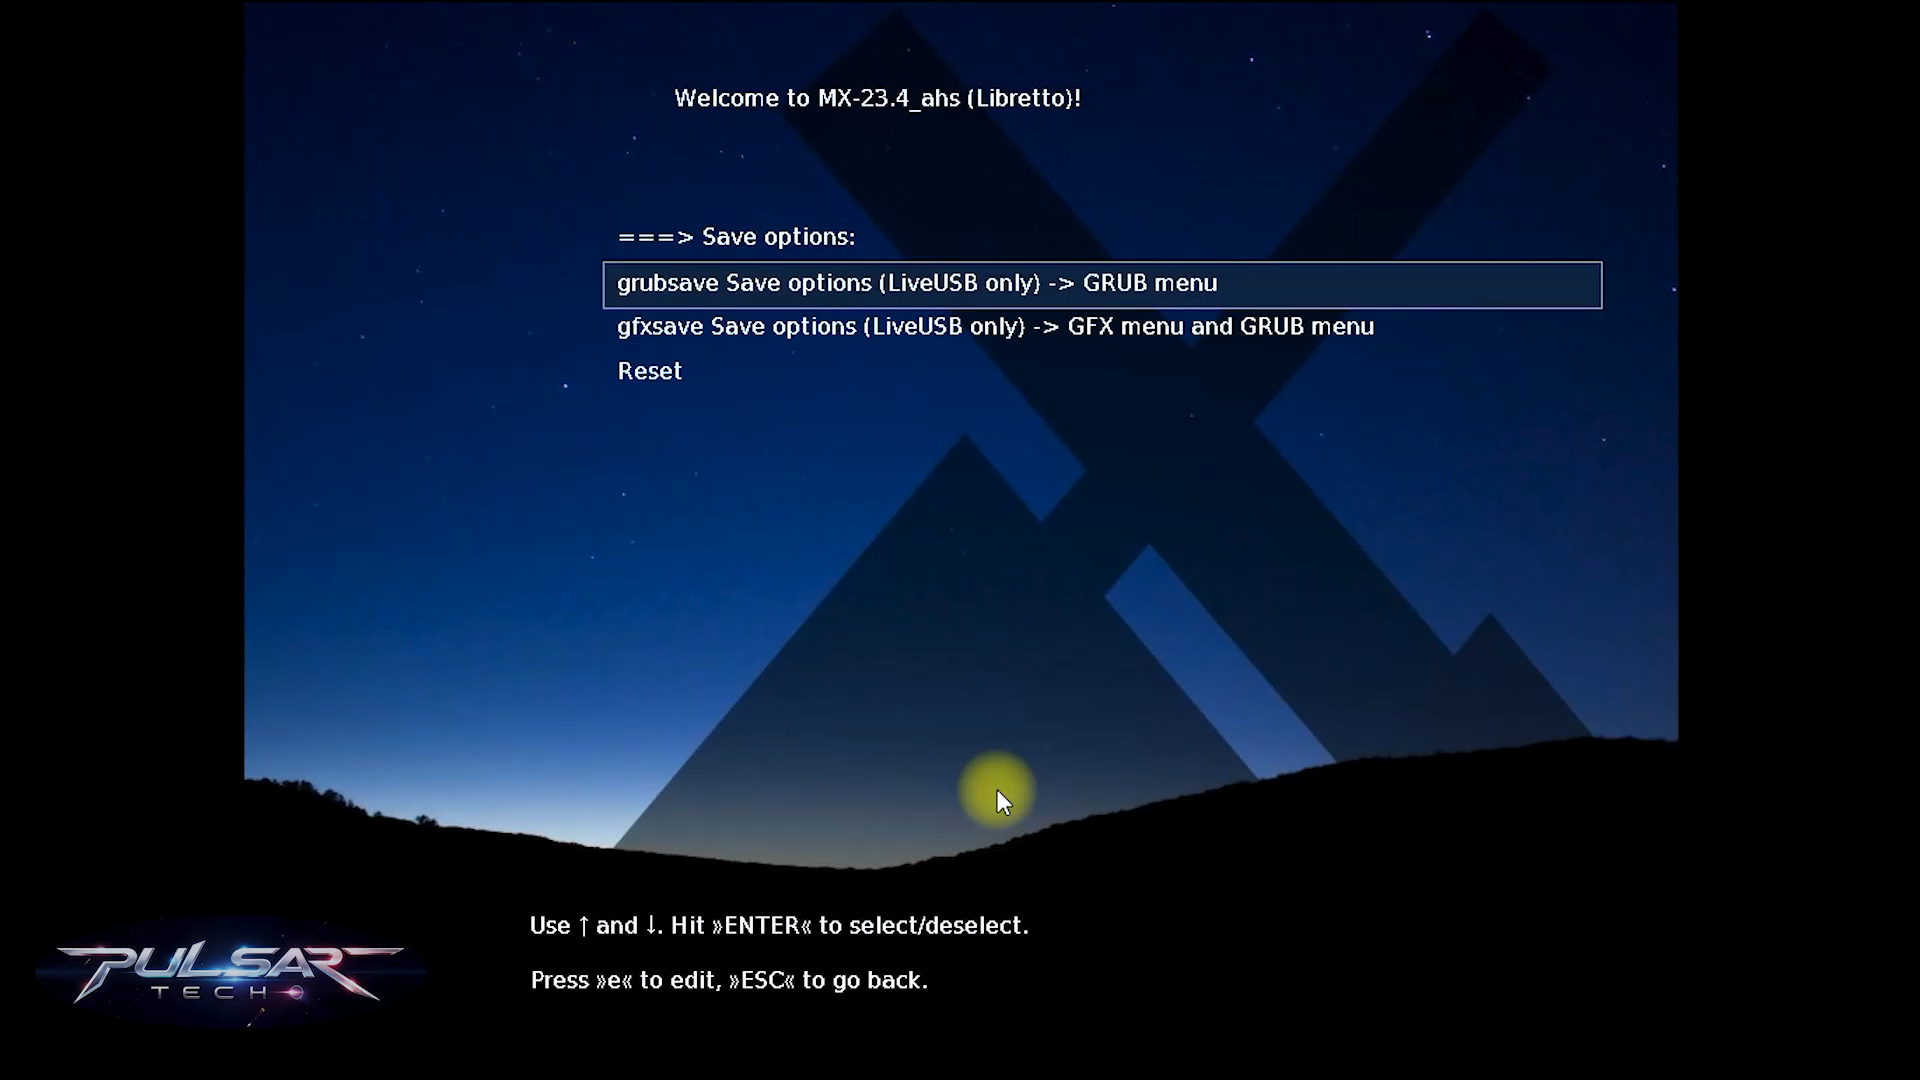 Welcome to MX-23.4_ahs (Libretto)!
===> Save options:
grubsave Save options (LiveUSB only) -> GRUB menu
gfxsave Save options (LiveUSB only) -> GFX menu and GRUB menu
Reset
Use ↑ and ↓. Hit »ENTER« to select/deselect.
Press »e« to edit, »ESC« to go back.
PULSAR
TECH